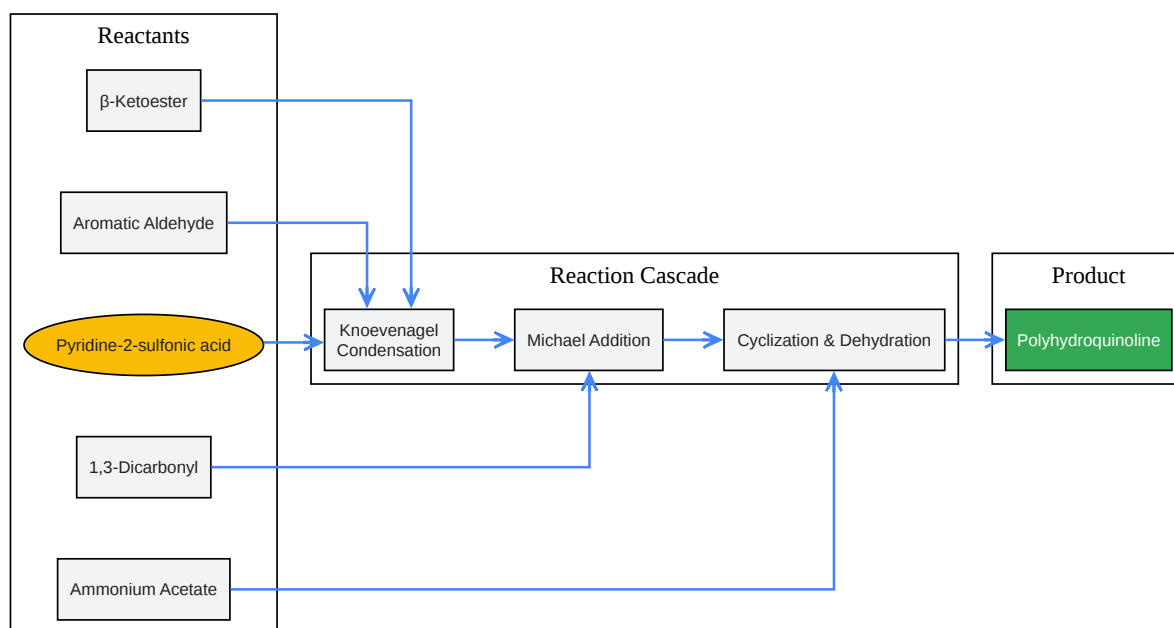 Reactants
β-Ketoester
Aromatic Aldehyde
Pyridine-2-sulfonic acid
1,3-Dicarbonyl
Ammonium Acetate
Reaction Cascade
Knoevenagel
Condensation
Michael Addition
Cyclization & Dehydration
Product
Polyhydroquinoline